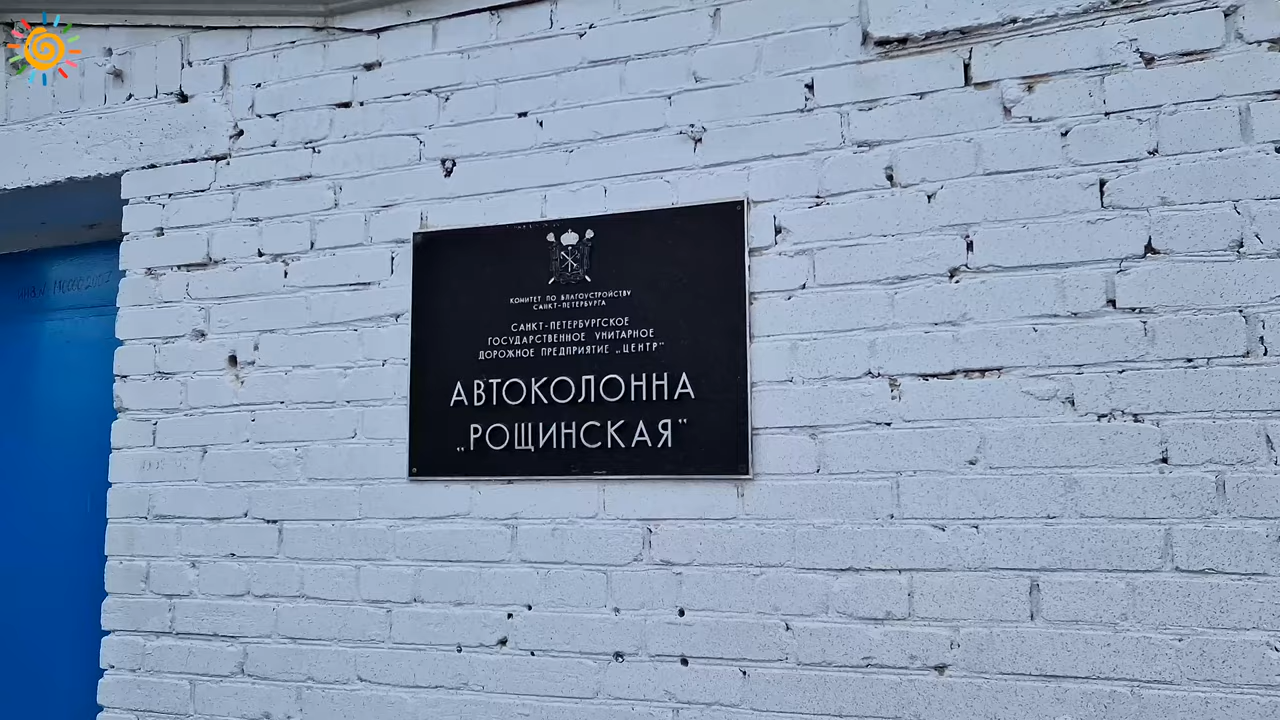 КОМИТЕТ ПО БЛАГОУСТРОЙСТВУ
САНКТ-ПЕТЕРБУРГА
САНКТ-ПЕТЕРБУРГСКОЕ
ГОСУДАРСТВЕННОЕ УНИТАРНОЕ
ДОРОЖНОЕ ПРЕДПРИЯТИЕ „ЦЕНТР"
АВТОКОЛОННА
„РОЩИНСКАЯ"